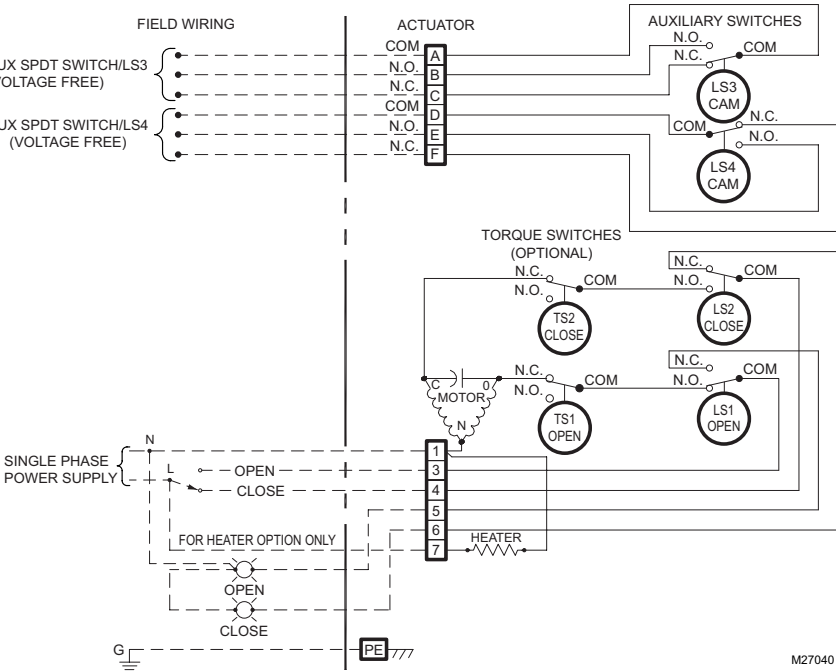 FIELD WIRING
ACTUATOR
AUXILIARY SWITCHES
UX SPDT SWITCH/LS3
VOLTAGE FREE)
UX SPDT SWITCH/LS4
(VOLTAGE FREE)
COM
N.O.
N.C.
COM
N.O.
N.C.
A
B
C
D
E
F
N.O.
N.C.
COM
LS3
CAM
COM
N.C.
N.O.
LS4
CAM
TORQUE SWITCHES
(OPTIONAL)
N.C.
N.O.
COM
TS2
CLOSE
N.C.
N.O.
COM
LS2
CLOSE
C
0
MOTOR
N
N.C.
N.O.
COM
TS1
OPEN
N.C.
N.O.
COM
LS1
OPEN
SINGLE PHASE
POWER SUPPLY
N
L
OPEN
CLOSE
1
3
4
5
6
7
FOR HEATER OPTION ONLY
HEATER
OPEN
CLOSE
G
PE
M27040